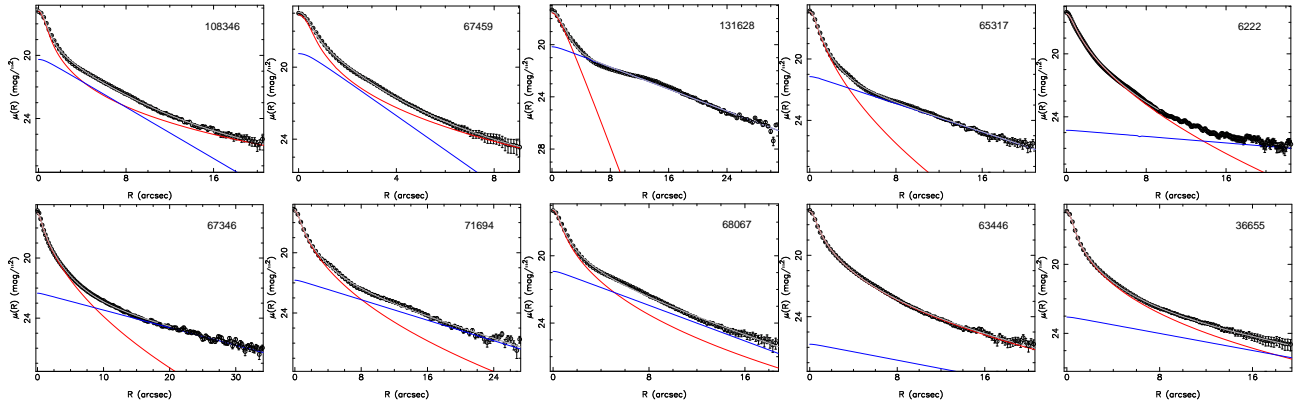 108346
μ(R) (mag/"^2)
20
24
0 8 16
R (arcsec)
67459
μ(R) (mag/"^2)
20
24
0 4 8
R (arcsec)
131628
μ(R) (mag/"^2)
20
24
28
0 8 16 24
R (arcsec)
65317
μ(R) (mag/"^2)
20
24
0 8 16
R (arcsec)
6222
μ(R) (mag/"^2)
20
24
0 8 16
R (arcsec)
67346
μ(R) (mag/"^2)
20
24
0 10 20 30
R (arcsec)
71694
μ(R) (mag/"^2)
20
24
0 8 16 24
R (arcsec)
68067
μ(R) (mag/"^2)
20
24
0 8 16
R (arcsec)
63446
μ(R) (mag/"^2)
20
24
0 8 16
R (arcsec)
36655
μ(R) (mag/"^2)
20
24
0 8 16
R (arcsec)